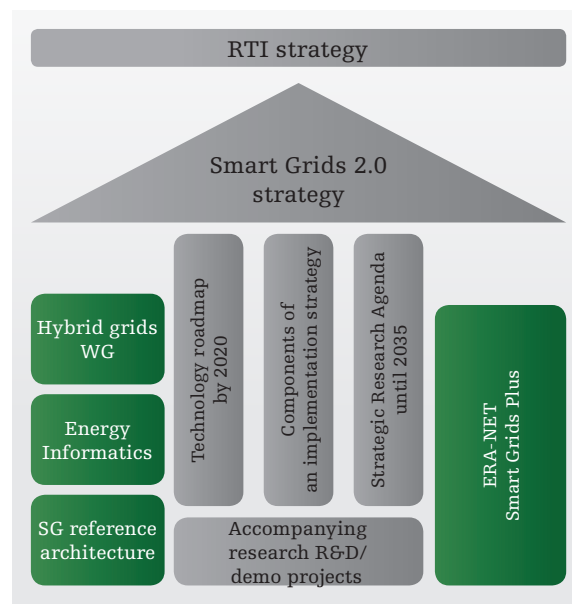 RTI strategy
Smart Grids 2.0
strategy
Hybrid grids
WG
Energy
Informatics
SG reference
architecture
Technology roadmap
by 2020
Components of
an implementation strategy
Strategic Research Agenda
until 2035
Accompanying
research R&D/
demo projects
ERA-NET
Smart Grids Plus